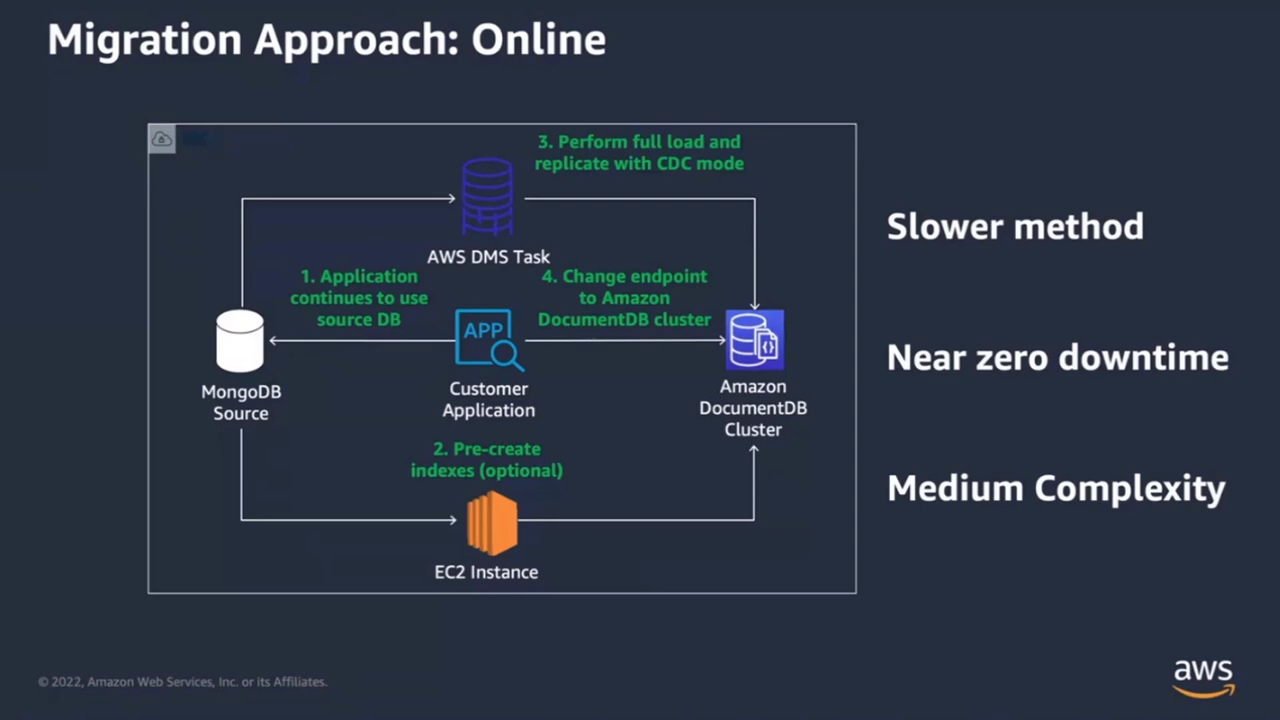 Migration Approach: Online
3. Perform full load and
replicate with CDC mode
AWS DMS Task
1. Application
continues to use
source DB
4. Change endpoint
to Amazon
DocumentDB cluster
APP
MongoDB
Source
Customer
Application
Amazon
DocumentDB
Cluster
2. Pre-create
indexes (optional)
EC2 Instance
Slower method
Near zero downtime
Medium Complexity
© 2022, Amazon Web Services, Inc. or its Affiliates.
aws